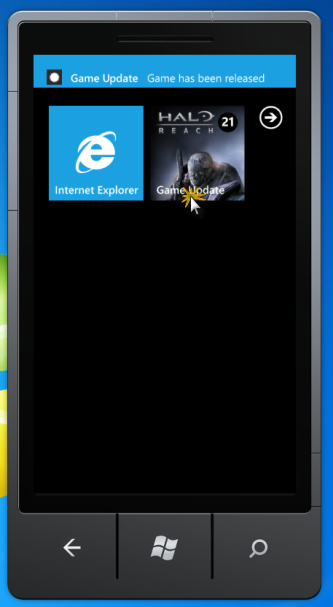 Game Update Game has been released
HALO
REACH
21
Internet Explorer
Game Update